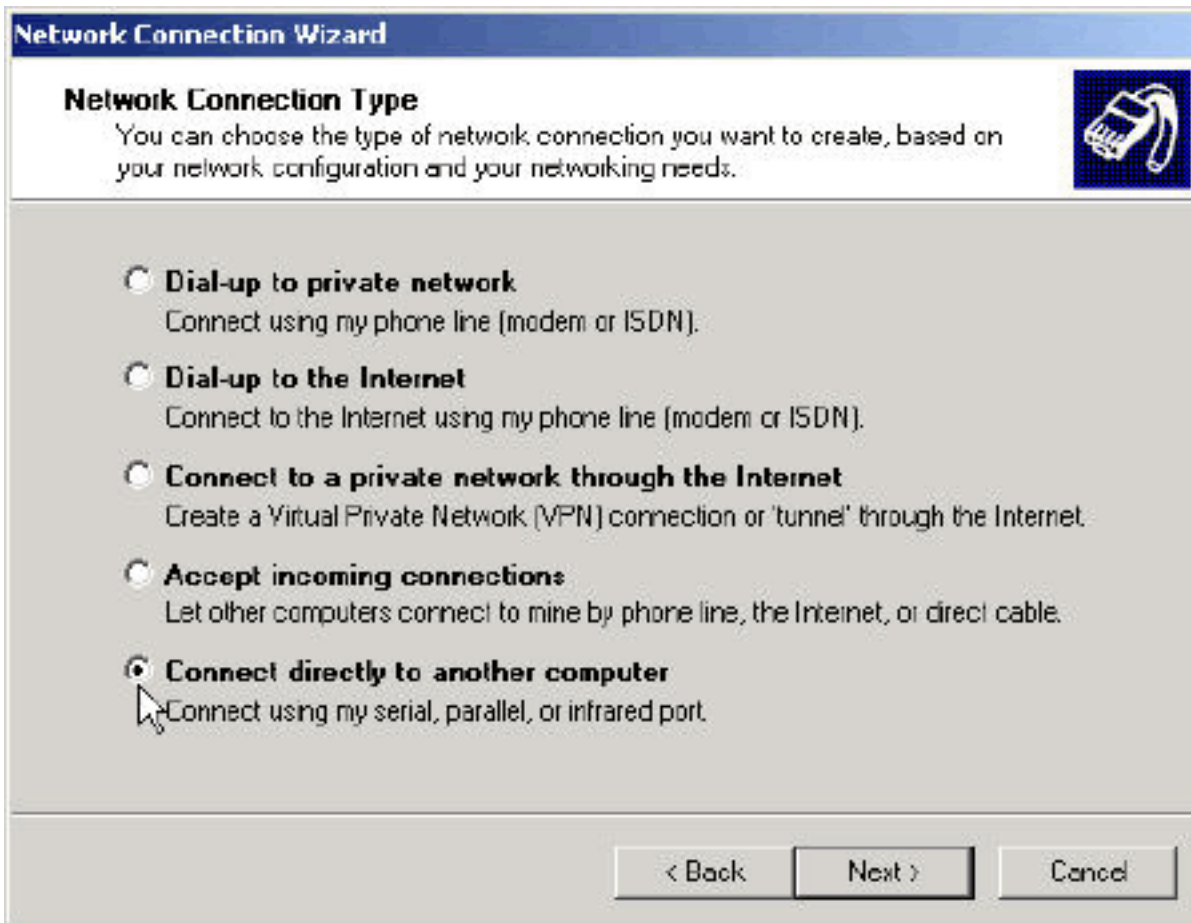 Network Connection Wizard
Network Connection Type
You can choose the type of network connection you want to create, based on
your network configuration and your networking needs.
Dial-up to private network
Connect using my phone line (modem or ISDN).
Dial-up to the Internet
Connect to the Internet using my phone line (modem or ISDN).
Connect to a private network through the Internet
Create a Virtual Private Network (VPN) connection or 'tunnel' through the Internet.
Accept incoming connections
Let other computers connect to mine by phone line, the Internet, or direct cable.
Connect directly to another computer
Connect using my serial, parallel, or infrared port.
< Back Next > Cancel